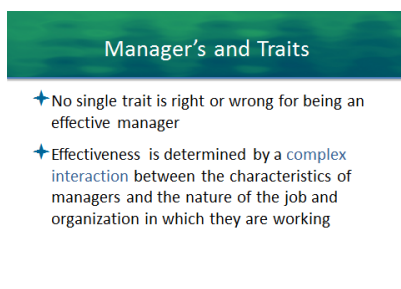 Manager's and Traits
No single trait is right or wrong for being an
effective manager
Effectiveness is determined by a complex
interaction between the characteristics of
managers and the nature of the job and
organization in which they are working